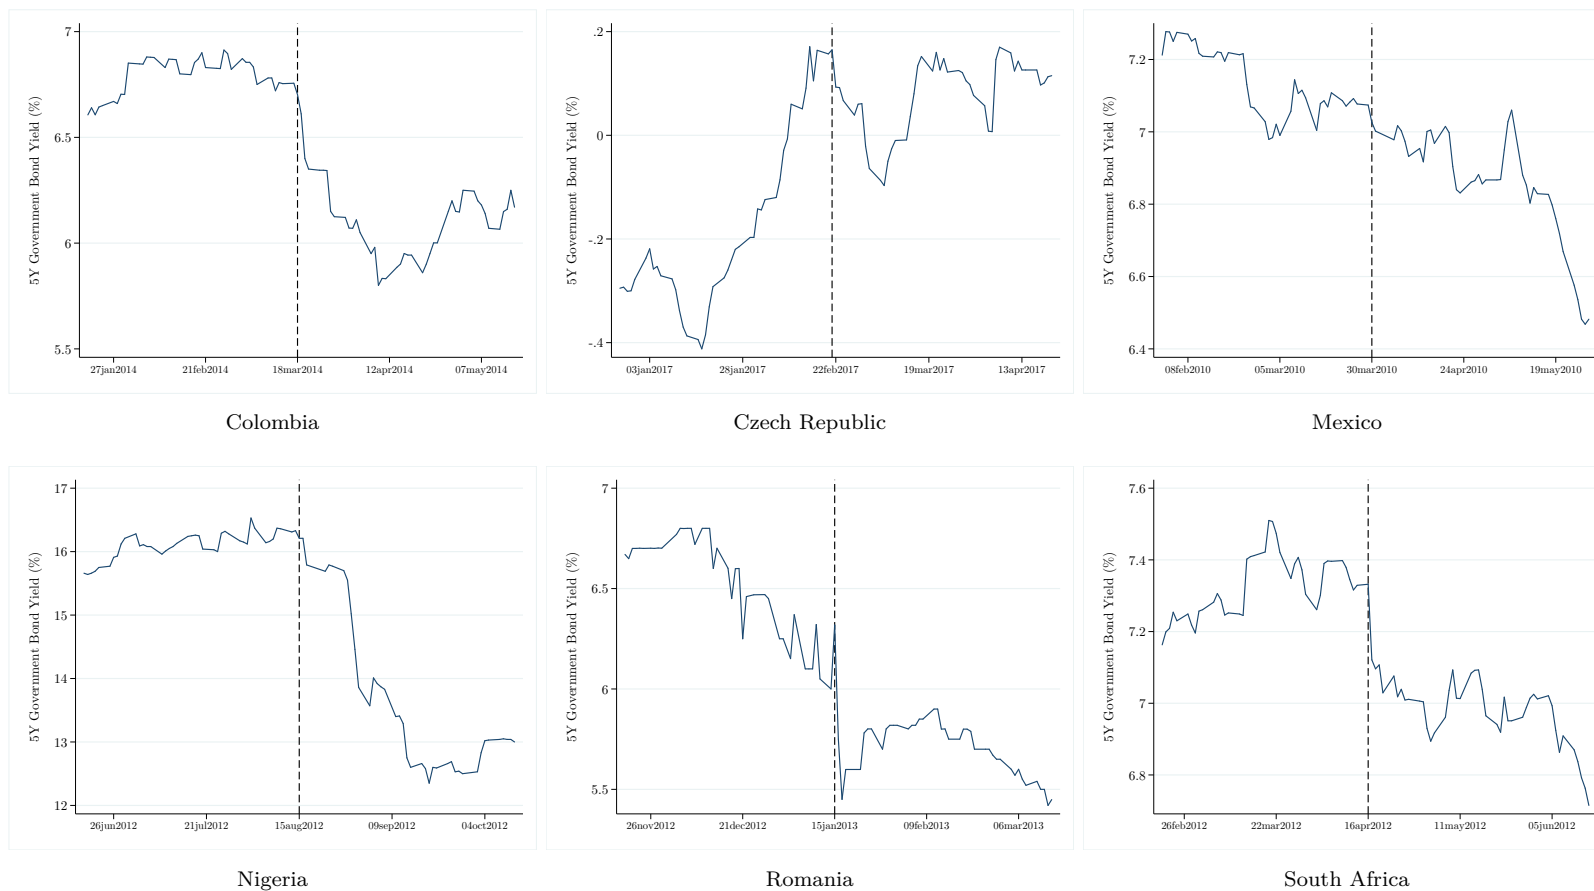 5Y Government Bond Yield (%)
7
6.5
6
5.5
27jan2014 21feb2014 18mar2014 12apr2014 07may2014
Colombia
5Y Government Bond Yield (%)
.2
0
-.2
-.4
03jan2017 28jan2017 22feb2017 19mar2017 13apr2017
Czech Republic
5Y Government Bond Yield (%)
7.2
7
6.8
6.6
6.4
08feb2010 05mar2010 30mar2010 24apr2010 19may2010
Mexico
5Y Government Bond Yield (%)
17
16
15
14
13
12
26jun2012 21jul2012 15aug2012 09sep2012 04oct2012
Nigeria
5Y Government Bond Yield (%)
7
6.5
6
5.5
26nov2012 21dec2012 15jan2013 09feb2013 06mar2013
Romania
5Y Government Bond Yield (%)
7.6
7.4
7.2
7
6.8
26feb2012 22mar2012 16apr2012 11may2012 05jun2012
South Africa